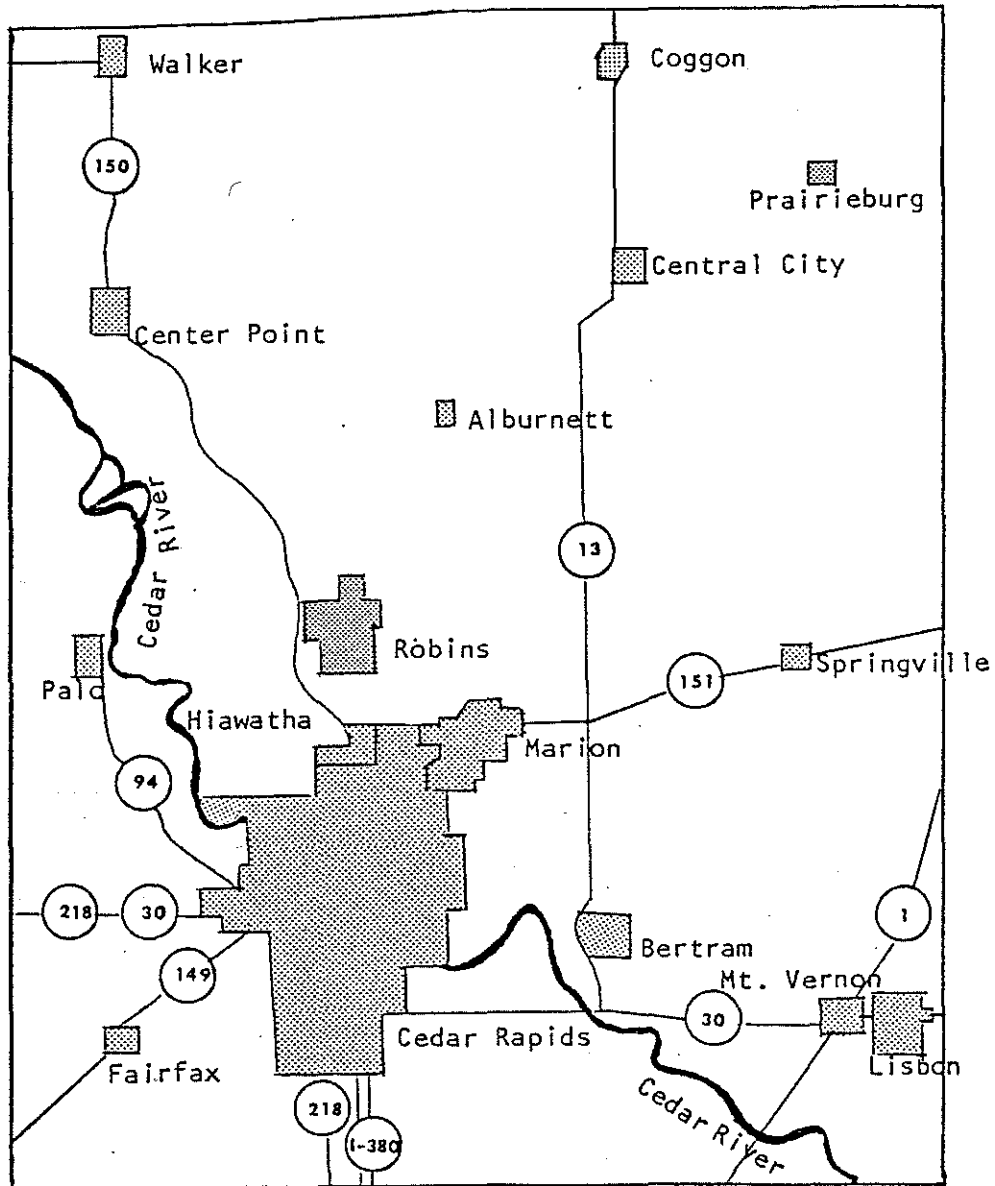 Walker
Coggon
150
Prairieburg
Central City
Center Point
Alburnett
Cedar River
13
Robins
Springville
151
Palo
Hiawatha
Marion
94
218
30
1
Bertram
149
Mt. Vernon
30
Cedar Rapids
Fairfax
Lisbon
218
I-380
Cedar River